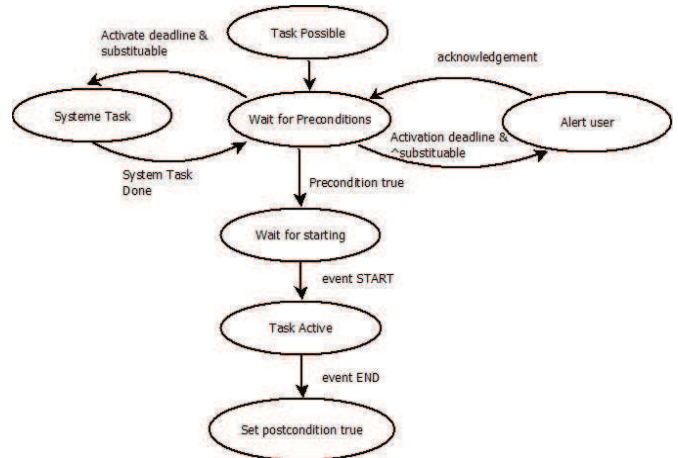 Task Possible
Activate deadline &
substituable
acknowledgement
Systeme Task
Wait for Preconditions
Alert user
Activation deadline &
^substituable
System Task
Done
Precondition true
Wait for starting
event START
Task Active
event END
Set postcondition true